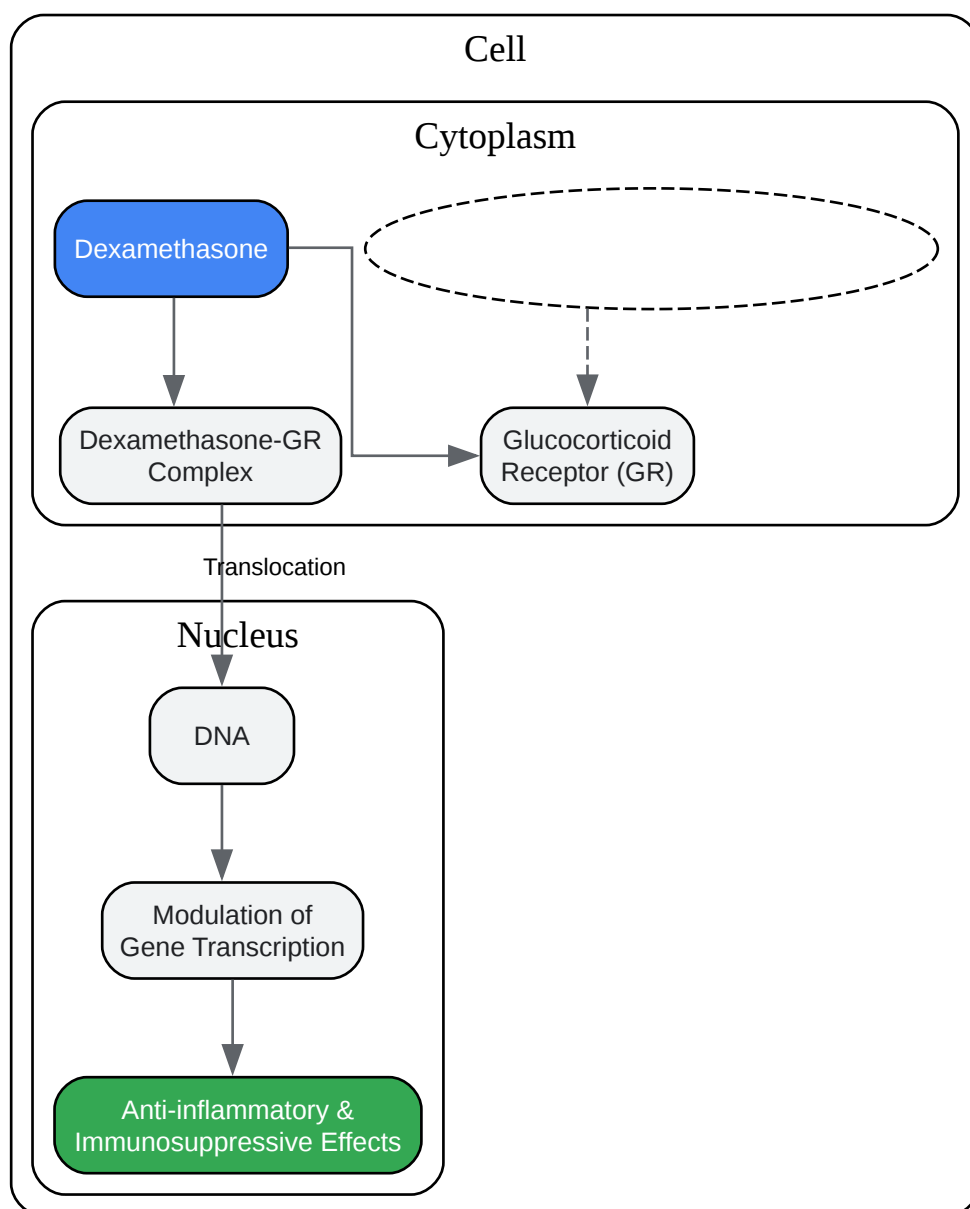 Cell
Cytoplasm
Dexamethasone
Dexamethasone-GR
Complex
Glucocorticoid
Receptor (GR)
Translocation
Nucleus
DNA
Modulation of
Gene Transcription
Anti-inflammatory &
Immunosuppressive Effects